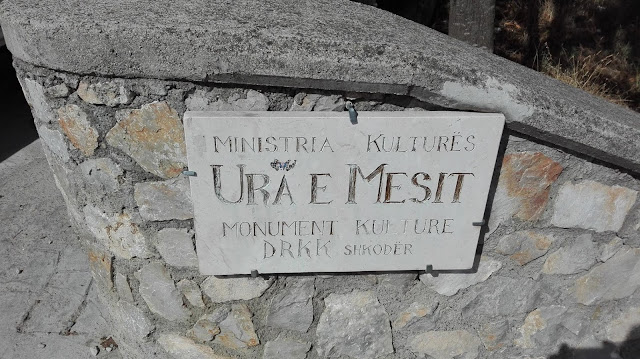 MINISTRIA - KULTURËS
URA E MESIT
MONUMENT KULTURE
DRKK SHKODËR